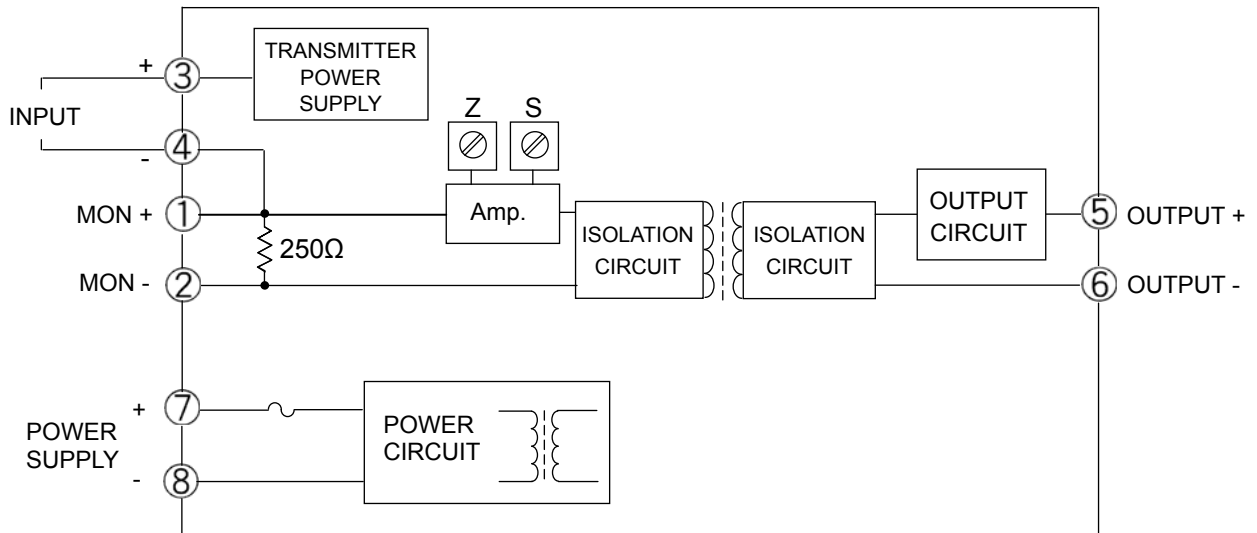 TRANSMITTER
POWER
SUPPLY
+
③
INPUT
④
-
Z
S
MON +
①
Amp.
250Ω
MON -
②
ISOLATION
CIRCUIT
ISOLATION
CIRCUIT
OUTPUT
CIRCUIT
⑤
OUTPUT +
⑥
OUTPUT -
+
⑦
POWER
SUPPLY
-
⑧
POWER
CIRCUIT